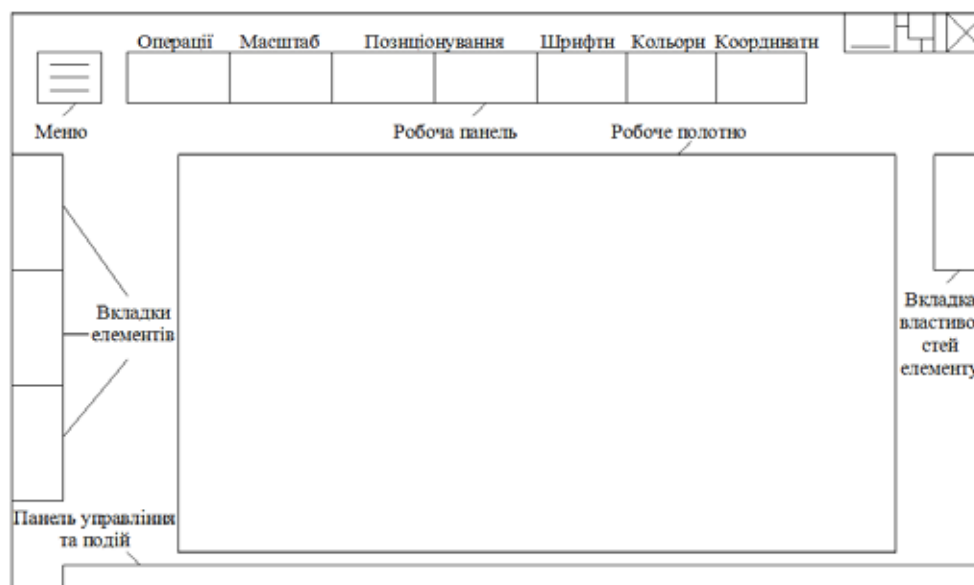 Операції Масштаб Позиціонування Шрифти Кольори Координати
Меню
Робоча панель
Робоче полотно
Вкладки
елементів
Вкладка
властиво
стей
елементу
Панель управління
та подій